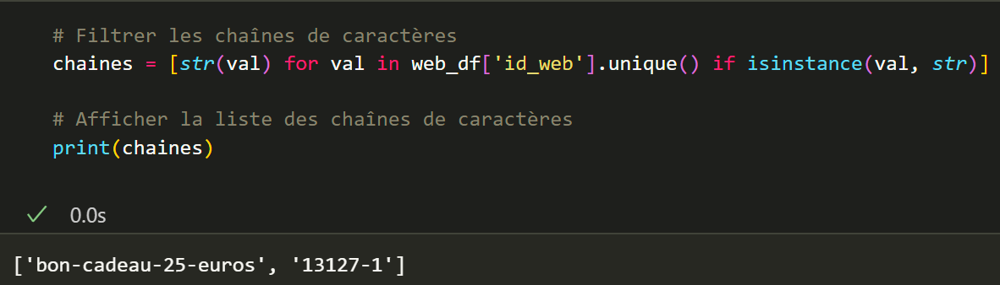 # Filtrer les chaînes de caractères
chaines = [str(val) for val in web_df['id_web'].unique() if isinstance(val, str)]
# Afficher la liste des chaînes de caractères
print(chaines)
0.0s
['bon-cadeau-25-euros', '13127-1']